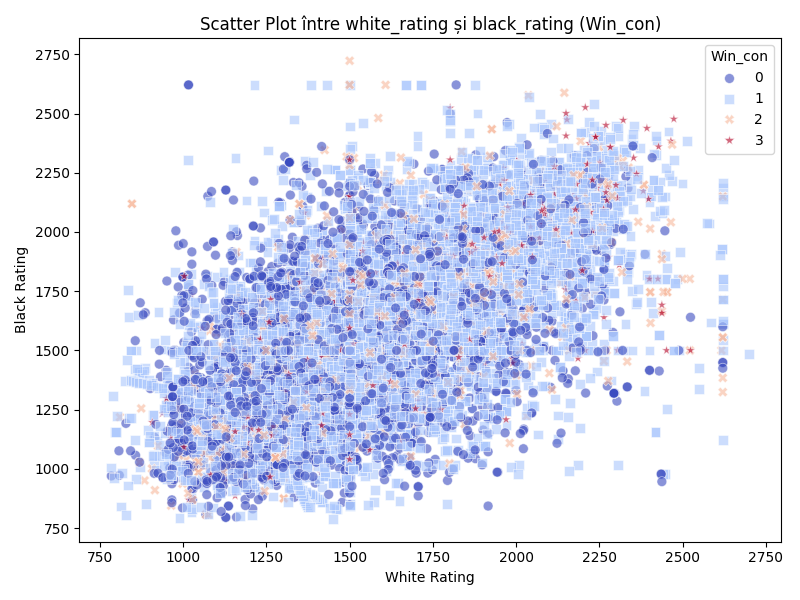 Scatter Plot între white_rating și black_rating (Win_con)
Win_con
0
1
2
3
2750
2500
2250
2000
1750
1500
1250
1000
750
Black Rating
750 1000 1250 1500 1750 2000 2250 2500 2750
White Rating